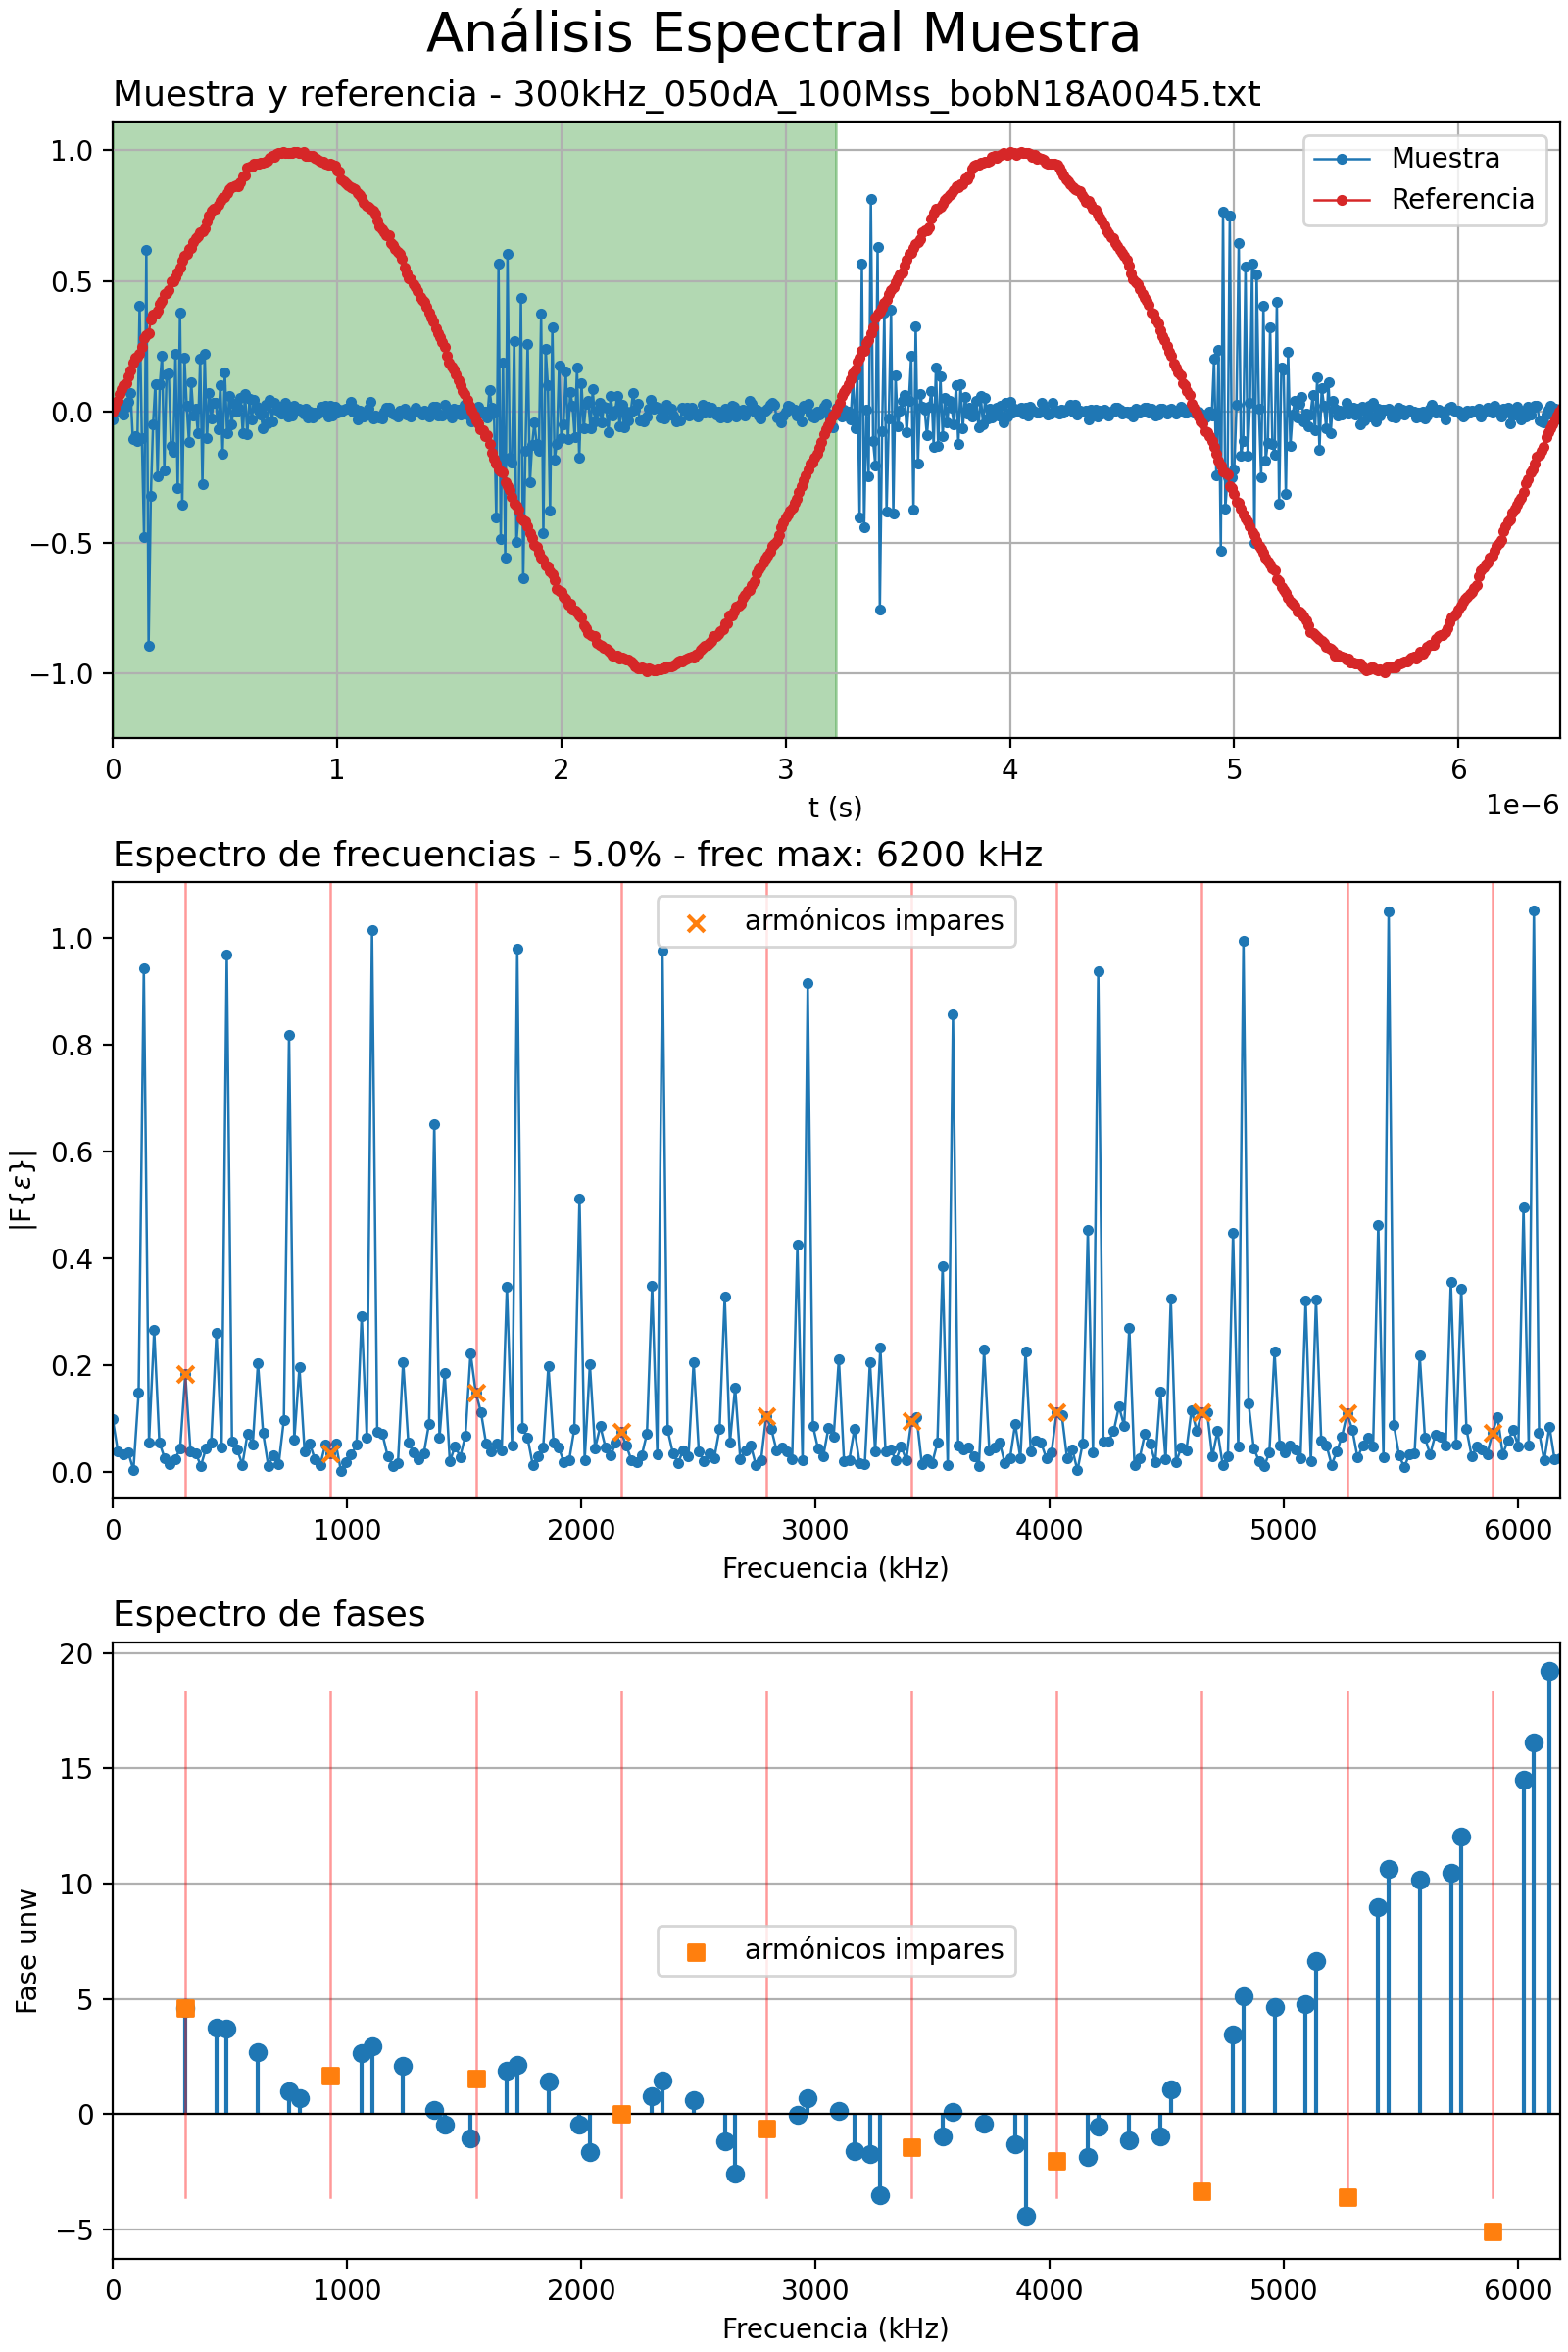 Análisis Espectral Muestra
Muestra y referencia - 300kHz_050dA_100Mss_bobN18A0045.txt
1.0
0.5
0.0
−0.5
−1.0
Muestra
Referencia
0 1 2 3 4 5 6
t (s)
1e−6
Espectro de frecuencias - 5.0% - frec max: 6200 kHz
armónicos impares
1.0
0.8
0.6
0.4
0.2
0.0
|F{ε}|
0 1000 2000 3000 4000 5000 6000
Frecuencia (kHz)
Espectro de fases
20
15
10
5
0
−5
Fase unw
armónicos impares
0 1000 2000 3000 4000 5000 6000
Frecuencia (kHz)